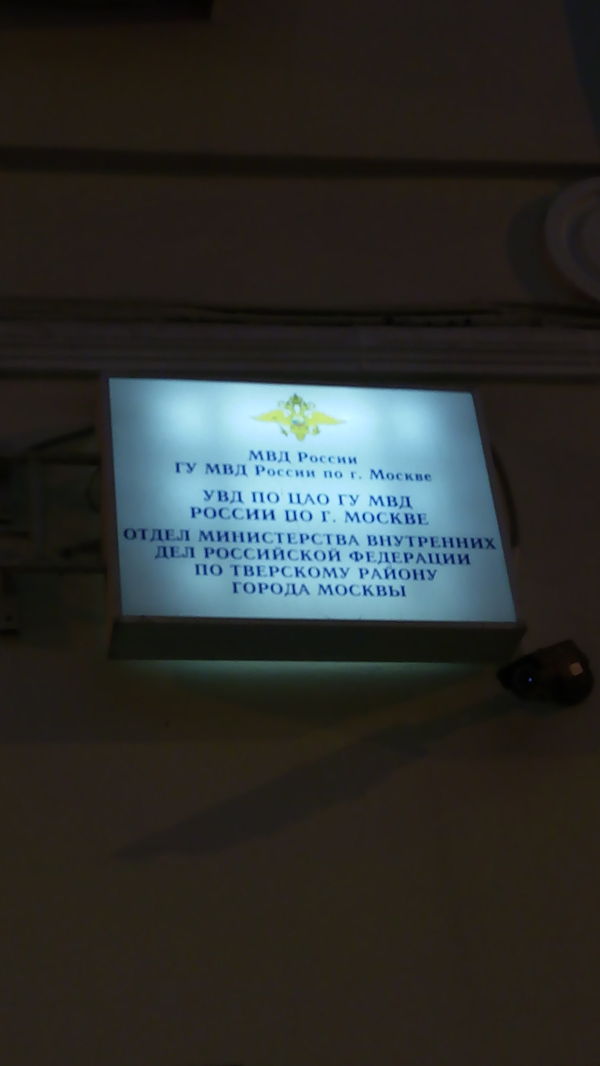 МВД России
ГУ МВД России по г. Москве
УВД ПО ЦАО ГУ МВД
РОССИИ ПО Г. МОСКВЕ
ОТДЕЛ МИНИСТЕРСТВА ВНУТРЕННИХ
ДЕЛ РОССИЙСКОЙ ФЕДЕРАЦИИ
ПО ТВЕРСКОМУ РАЙОНУ
ГОРОДА МОСКВЫ